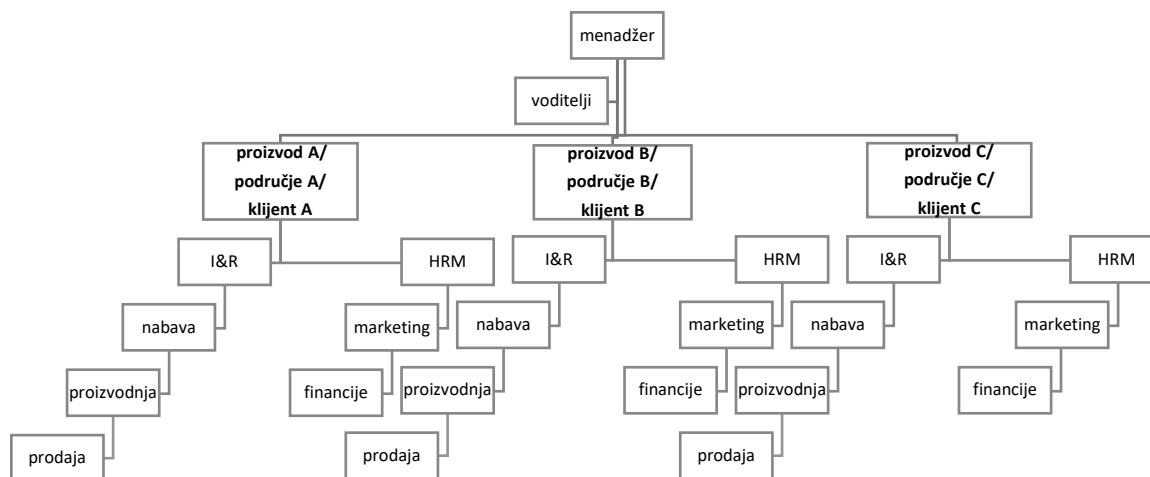 menadžer
voditelji
proizvod A/
područje A/
klijent A
proizvod B/
područje B/
klijent B
proizvod C/
područje C/
klijent C
I&R
HRM
I&R
HRM
I&R
HRM
nabava
marketing
nabava
marketing
nabava
marketing
proizvodnja
financije
proizvodnja
financije
proizvodnja
financije
prodaja
prodaja
prodaja